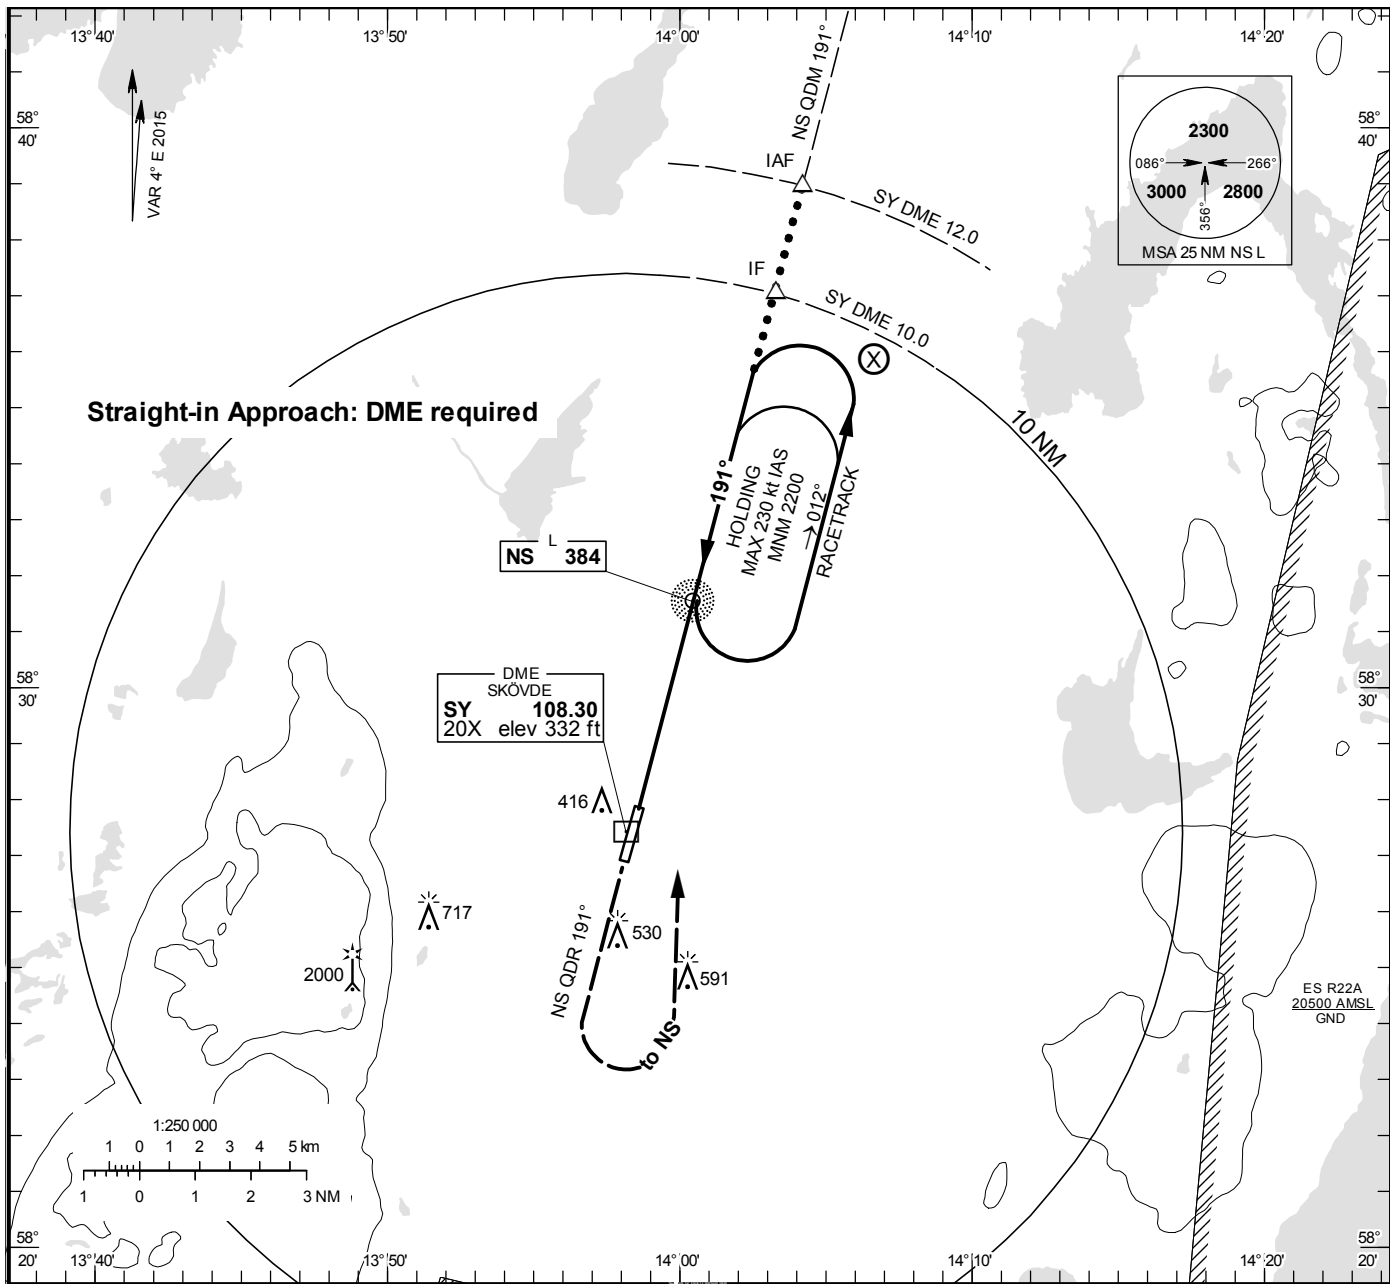 13°40' 13°50' 14°00' 14°10' 14°20'
58°
40'
58°
40'
VAR 4° E 2015
NS QDM 191°
IAF
SY DME 12.0
IF
SY DME 10.0
2300
086°
266°
3000
2800
356°
MSA 25 NM NS L
X
Straight-in Approach: DME required
10 NM
191°
HOLDING
MAX 230 kt IAS
MNM 2200
012°
RACETRACK
L
NS 384
DME
SKÖVDE
SY 108.30
20X elev 332 ft
58°
30'
58°
30'
416
717
530
591
2000
NS QDR 191°
to NS
ES R22A
20500 AMSL
GND
1:250 000
1 0 1 2 3 4 5 km
1 0 1 2 3 NM
58°
20'
58°
20'
13°40' 13°50' 14°00' 14°10' 14°20'